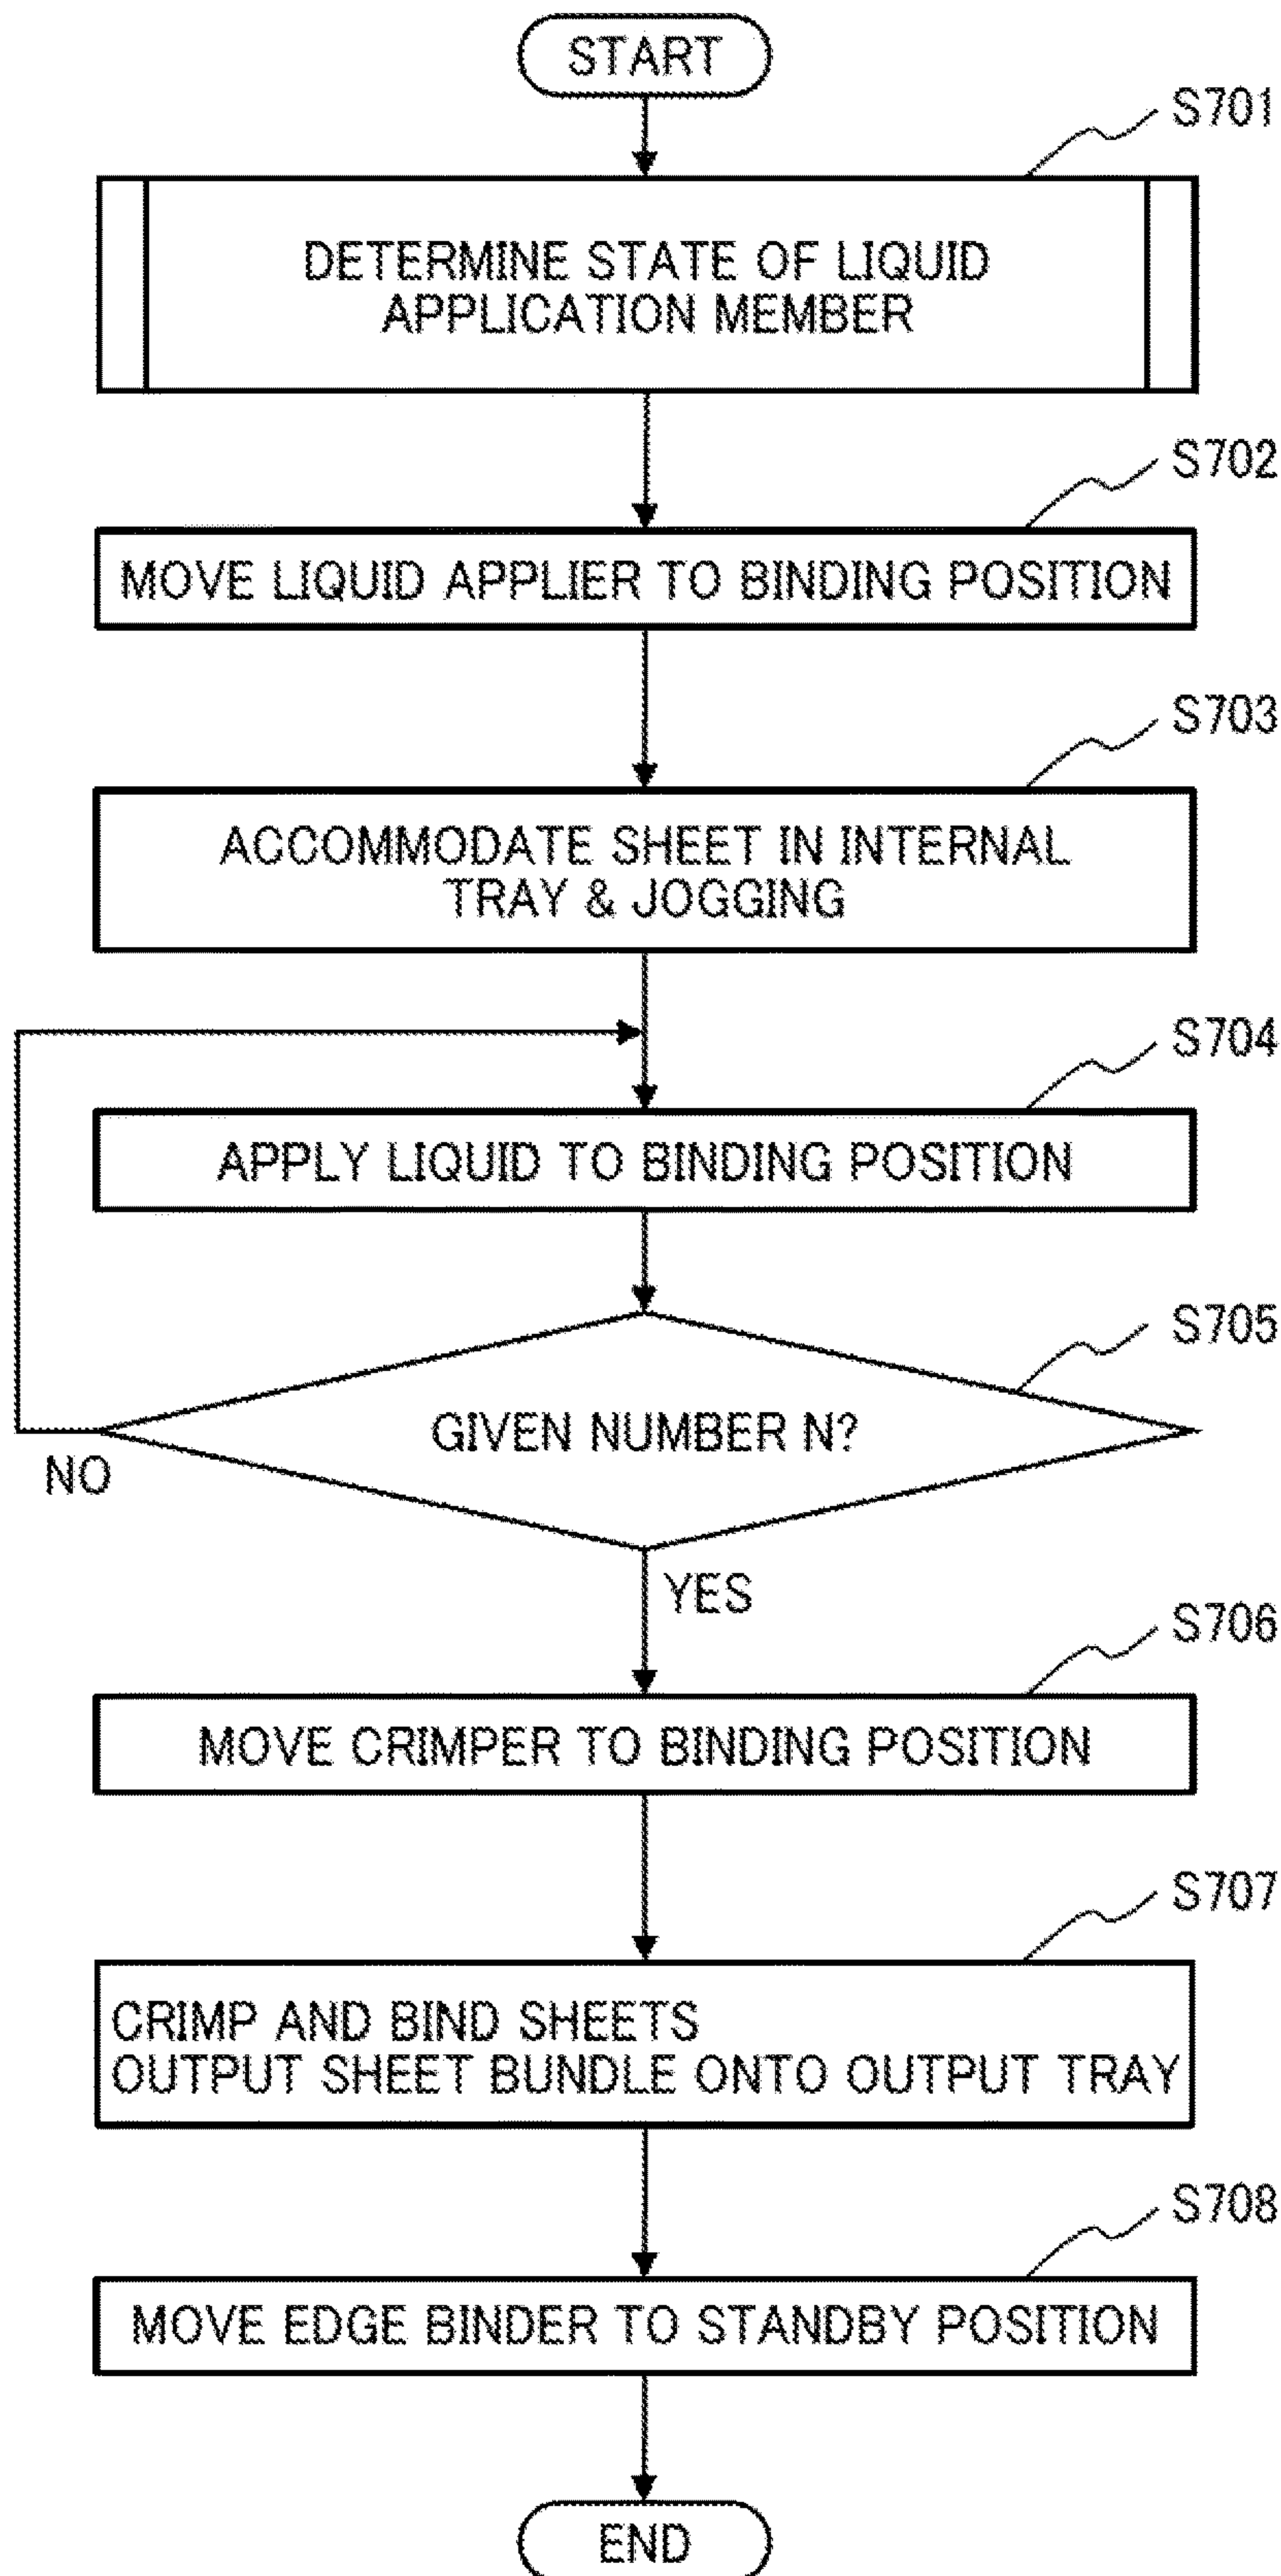 START
S701
DETERMINE STATE OF LIQUID
APPLICATION MEMBER
S702
MOVE LIQUID APPLIER TO BINDING POSITION
S703
ACCOMMODATE SHEET IN INTERNAL
TRAY & JOGGING
S704
APPLY LIQUID TO BINDING POSITION
S705
GIVEN NUMBER N?
NO
YES
S706
MOVE CRIMPER TO BINDING POSITION
S707
CRIMP AND BIND SHEETS
OUTPUT SHEET BUNDLE ONTO OUTPUT TRAY
S708
MOVE EDGE BINDER TO STANDBY POSITION
END